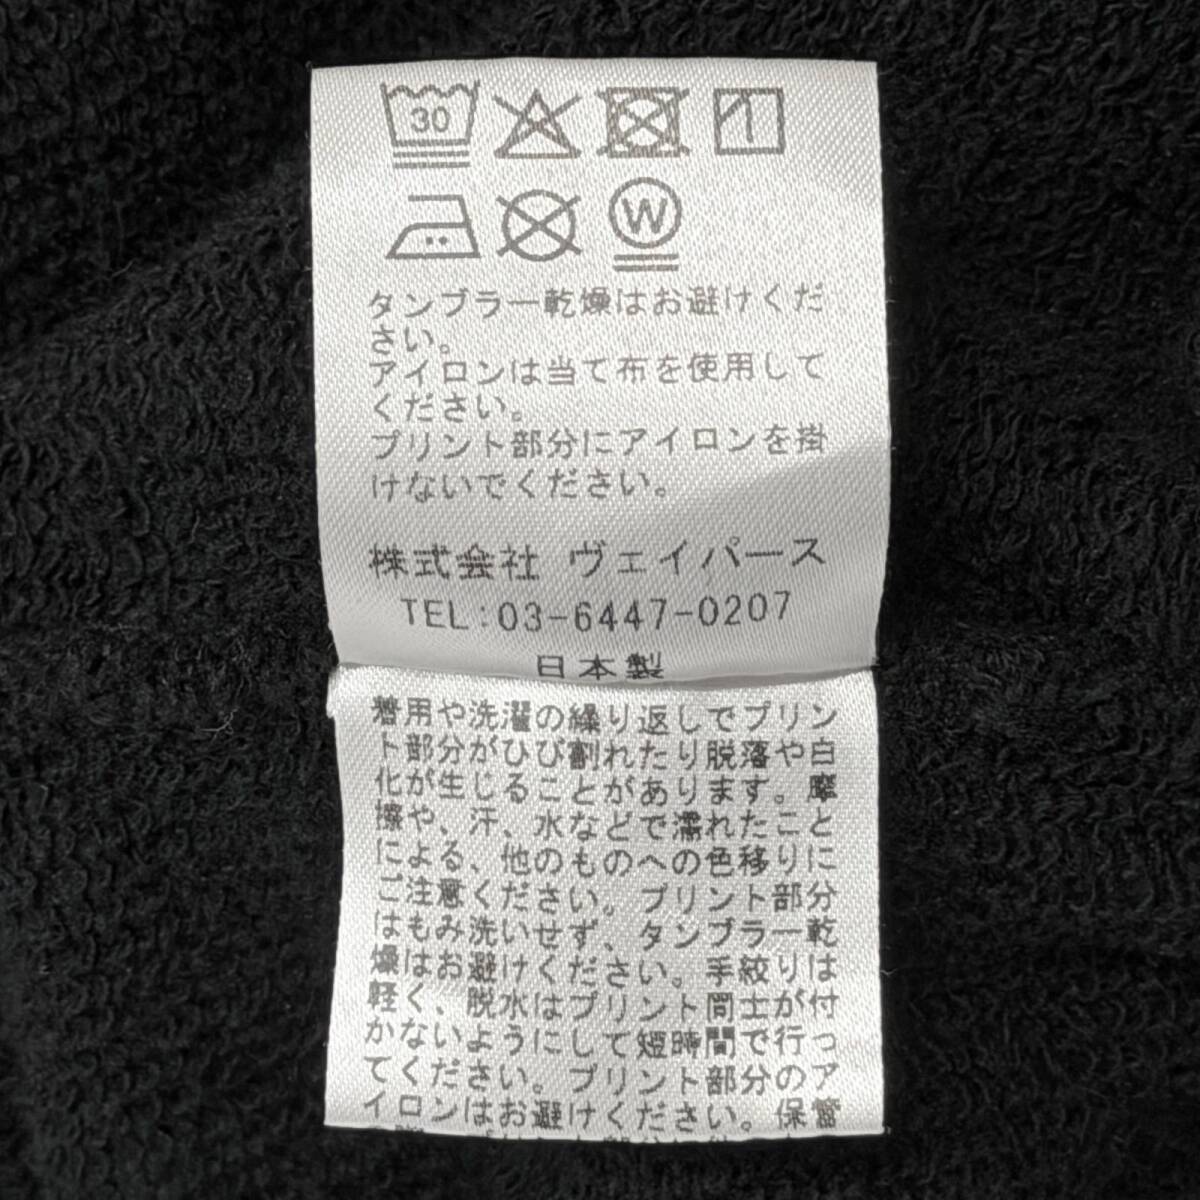 30
W
タンブラー乾燥はお避けくだ
さい。
アイロンは当て布を使用して
ください。
プリント部分にアイロンを掛
けないでください。
株式会社 ヴェイパース
TEL:03-6447-0207
日本製
着用や洗濯の繰り返しでプリン
ト部分がひび割れたり脱落や白
化が生じることがあります。摩
擦や、汗、水などで濡れたこと
による、他のものへの色移りに
ご注意ください。プリント部分
はもみ洗いせず、タンブラー乾
燥はお避けください。手絞りは
軽く、脱水はプリント同士が付
かないようにして短時間で行っ
てください。プリント部分のア
イロンはお避けください。保管